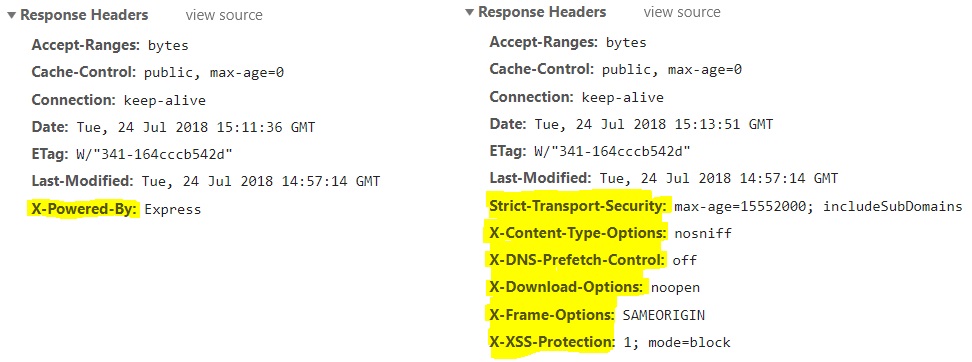 Response Headers view source
Accept-Ranges: bytes
Cache-Control: public, max-age=0
Connection: keep-alive
Date: Tue, 24 Jul 2018 15:11:36 GMT
ETag: W/"341-164cccb542d"
Last-Modified: Tue, 24 Jul 2018 14:57:14 GMT
X-Powered-By: Express
Response Headers view source
Accept-Ranges: bytes
Cache-Control: public, max-age=0
Connection: keep-alive
Date: Tue, 24 Jul 2018 15:13:51 GMT
ETag: W/"341-164cccb542d"
Last-Modified: Tue, 24 Jul 2018 14:57:14 GMT
Strict-Transport-Security: max-age=15552000; includeSubDomains
X-Content-Type-Options: nosniff
X-DNS-Prefetch-Control: off
X-Download-Options: noopen
X-Frame-Options: SAMEORIGIN
X-XSS-Protection: 1; mode=block